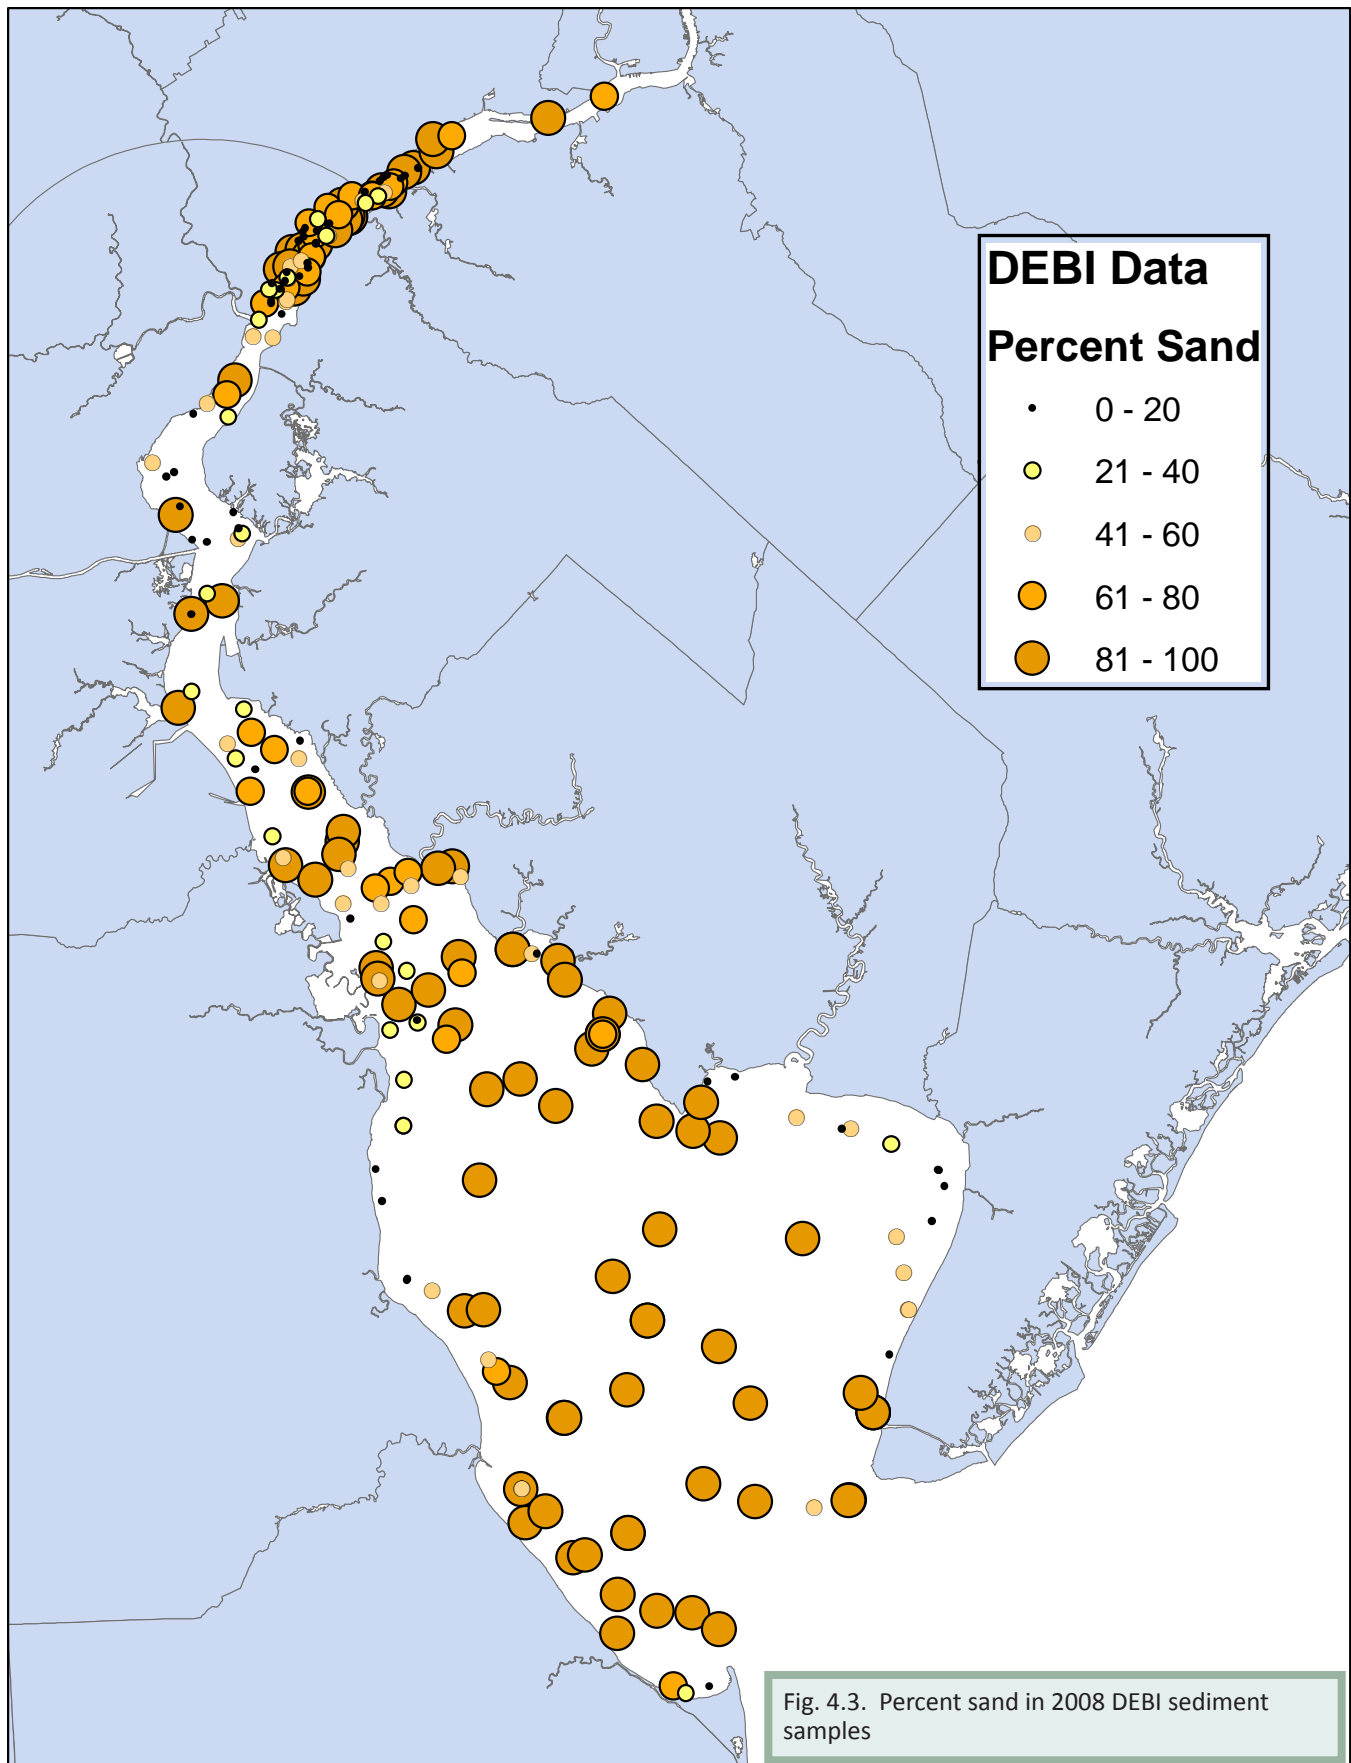 DEBI Data
Percent Sand
0 - 20
21 - 40
41 - 60
61 - 80
81 - 100
Fig. 4.3. Percent sand in 2008 DEBI sediment
samples